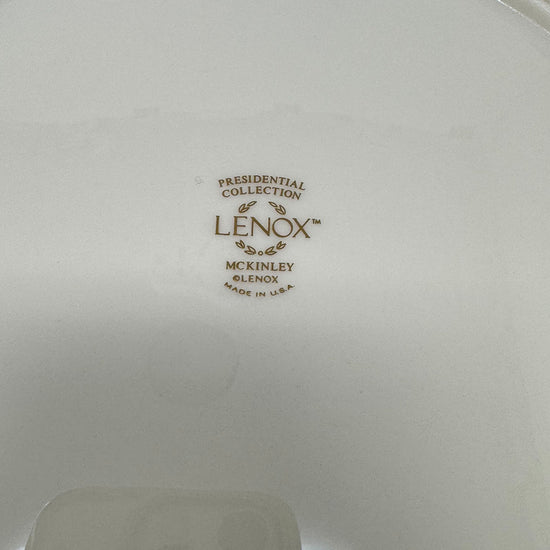 PRESIDENTIAL
COLLECTION
LENOX™
MCKINLEY
©LENOX
MADE IN U.S.A.